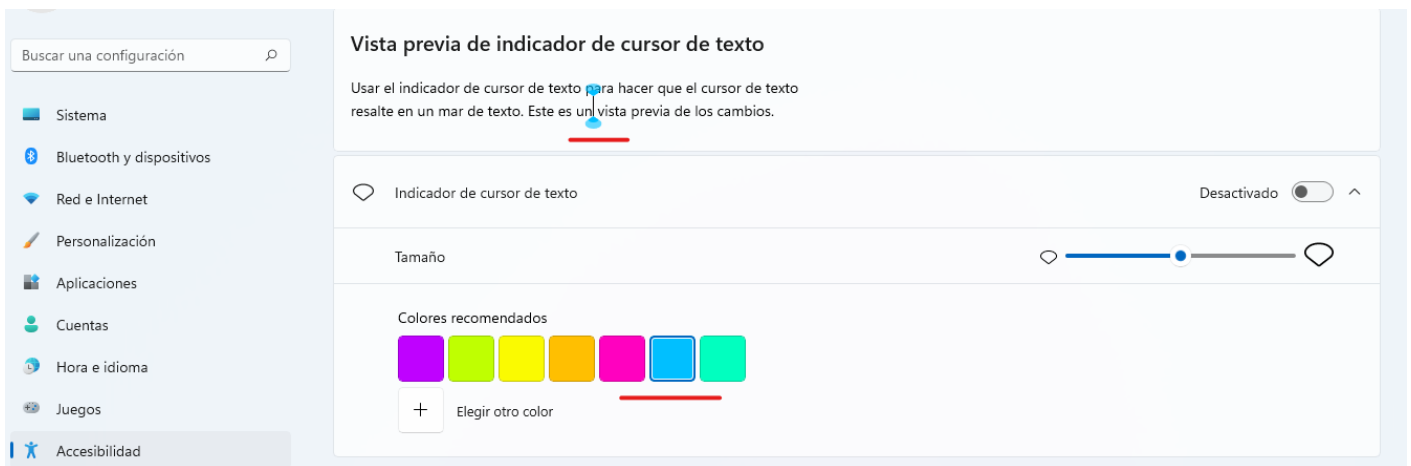 Buscar una configuración
Sistema
Bluetooth y dispositivos
Red e Internet
Personalización
Aplicaciones
Cuentas
Hora e idioma
Juegos
Accesibilidad
Vista previa de indicador de cursor de texto
Usar el indicador de cursor de texto para hacer que el cursor de texto
resalte en un mar de texto. Este es un vista previa de los cambios.
Indicador de cursor de texto
Desactivado
Tamaño
Colores recomendados
Elegir otro color